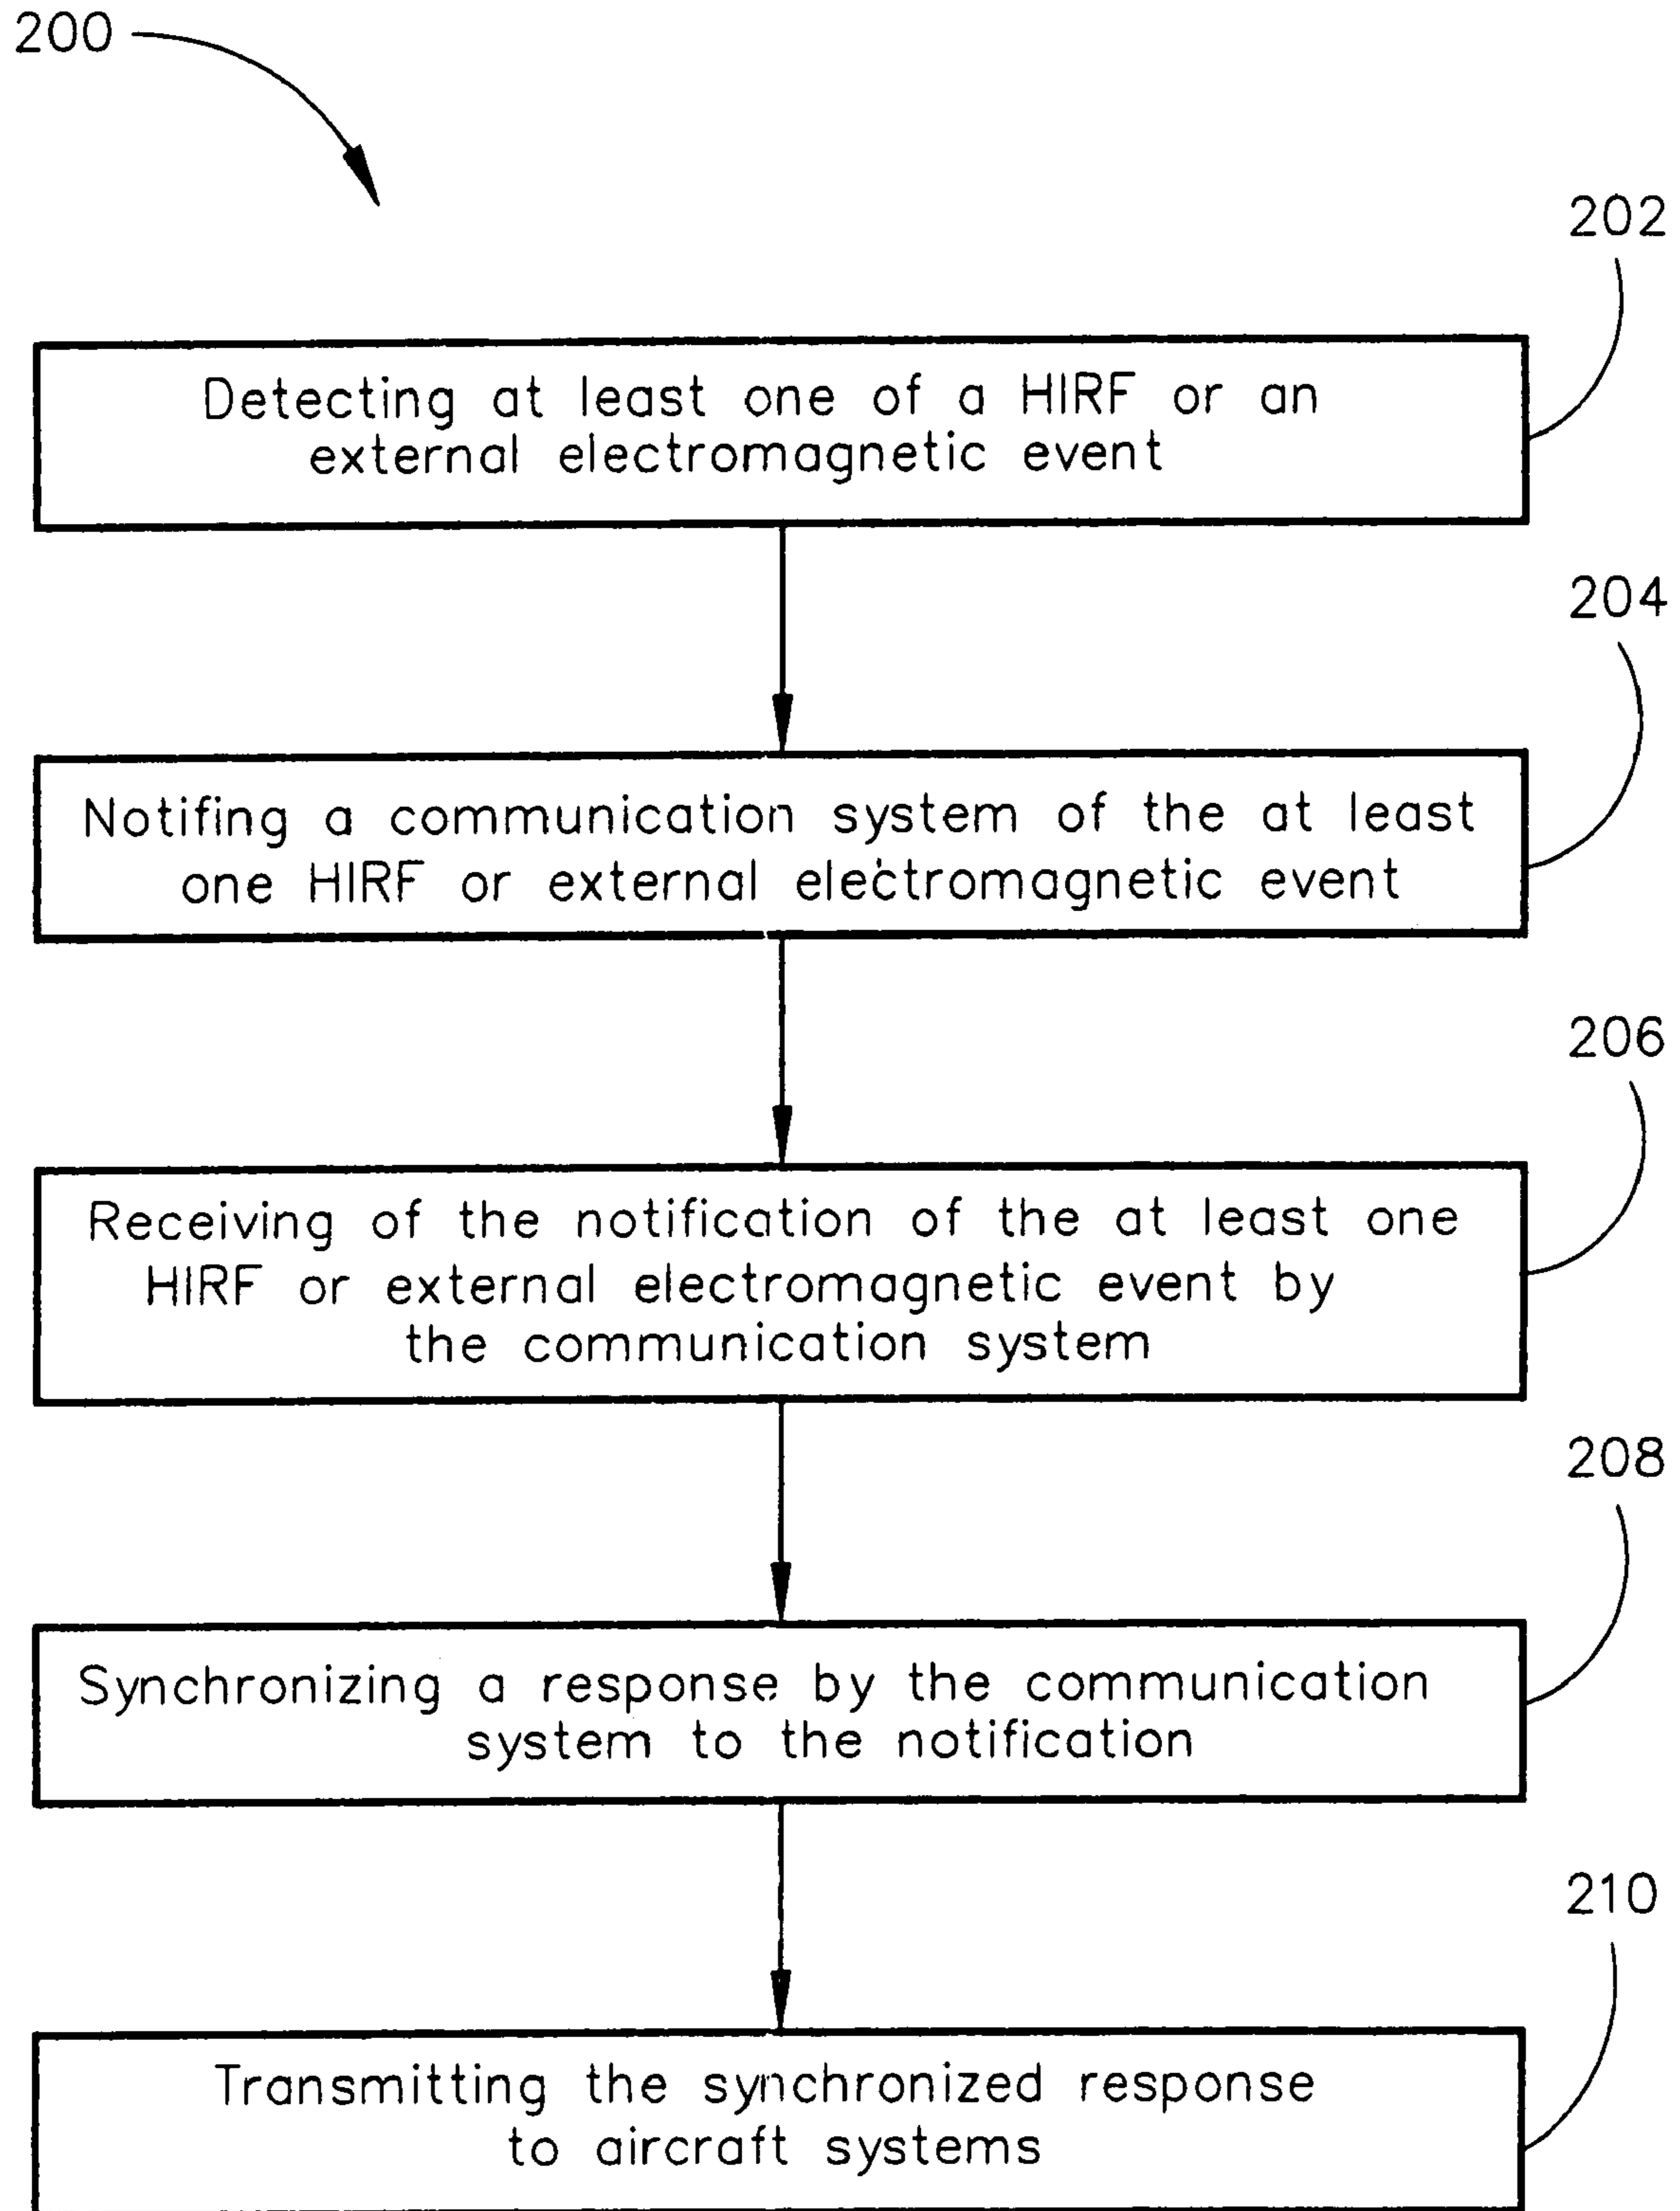 200
202
Detecting at least one of a HIRF or an
external electromagnetic event
204
Notifing a communication system of the at least
one HIRF or external electromagnetic event
206
Receiving of the notification of the at least one
HIRF or external electromagnetic event by
the communication system
208
Synchronizing a response by the communication
system to the notification
210
Transmitting the synchronized response
to aircraft systems